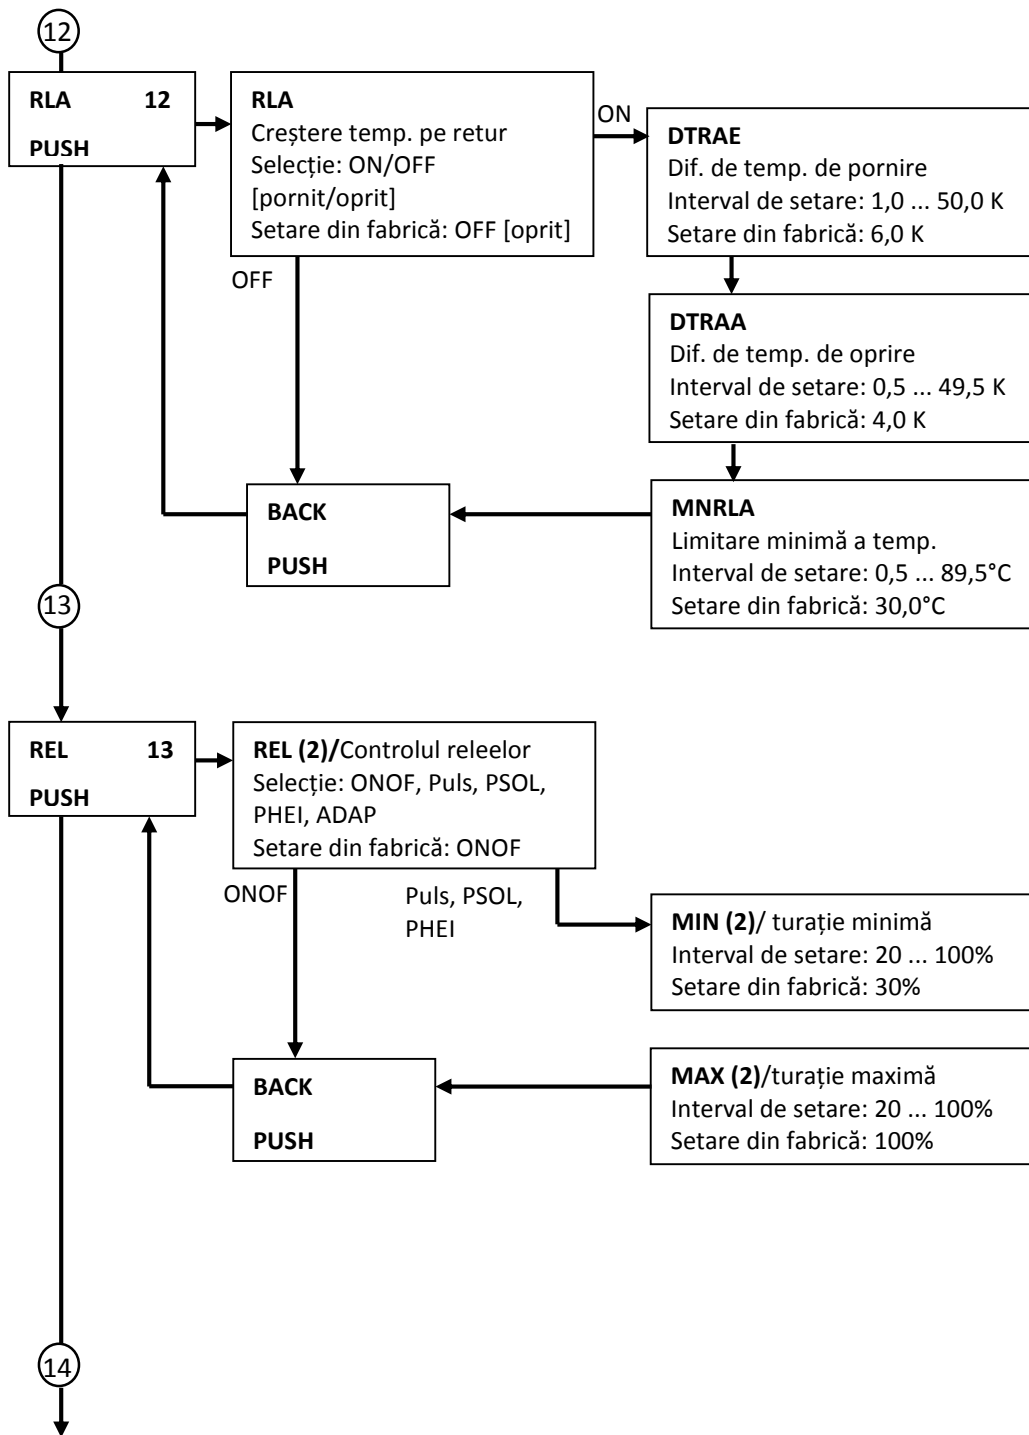 12
RLA 12
PUSH
RLA
Creștere temp. pe retur
Selecție: ON/OFF
[pornit/oprit]
Setare din fabrică: OFF [oprit]
ON
DTRAE
Dif. de temp. de pornire
Interval de setare: 1,0 ... 50,0 K
Setare din fabrică: 6,0 K
OFF
DTRAA
Dif. de temp. de oprire
Interval de setare: 0,5 ... 49,5 K
Setare din fabrică: 4,0 K
BACK
PUSH
MNRLA
Limitare minimă a temp.
Interval de setare: 0,5 ... 89,5°C
Setare din fabrică: 30,0°C
13
REL 13
PUSH
REL (2)/Controlul releelor
Selecție: ONOF, Puls, PSOL,
PHEI, ADAP
Setare din fabrică: ONOF
ONOF
Puls, PSOL,
PHEI
MIN (2)/ turație minimă
Interval de setare: 20 ... 100%
Setare din fabrică: 30%
BACK
PUSH
MAX (2)/turație maximă
Interval de setare: 20 ... 100%
Setare din fabrică: 100%
14